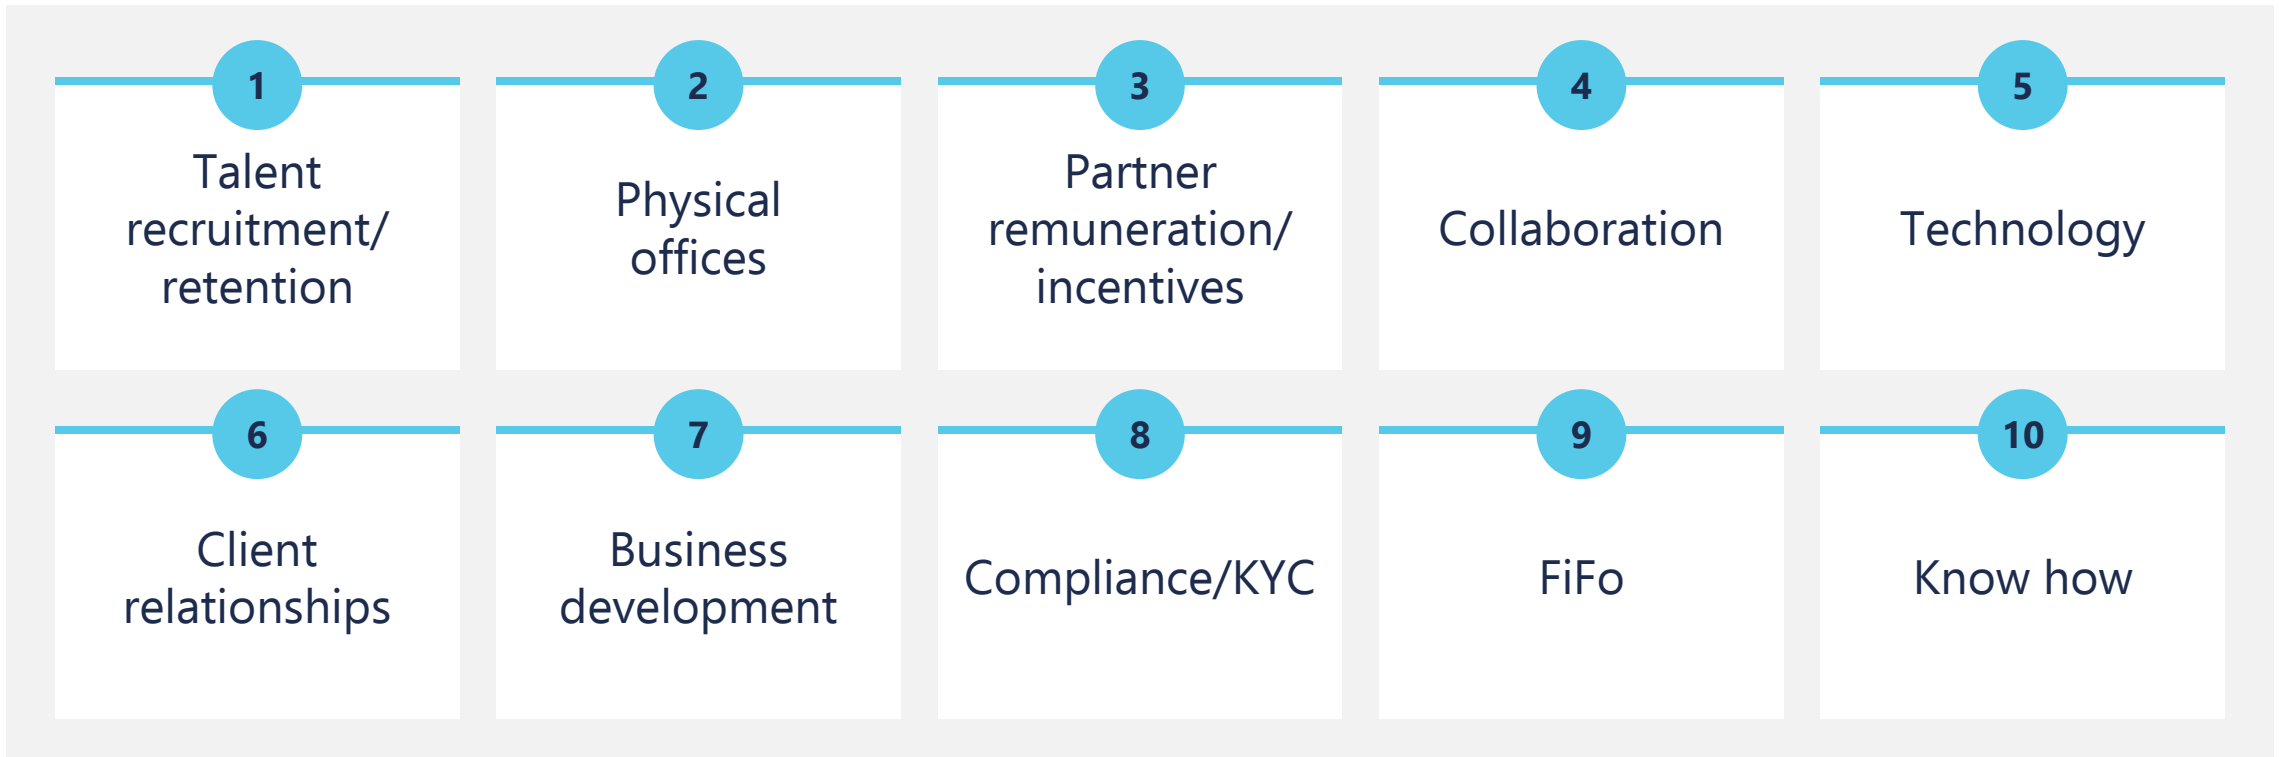 1
Talent
recruitment/
retention
2
Physical
offices
3
Partner
remuneration/
incentives
4
Collaboration
5
Technology
6
Client
relationships
7
Business
development
8
Compliance/KYC
9
FiFo
10
Know how